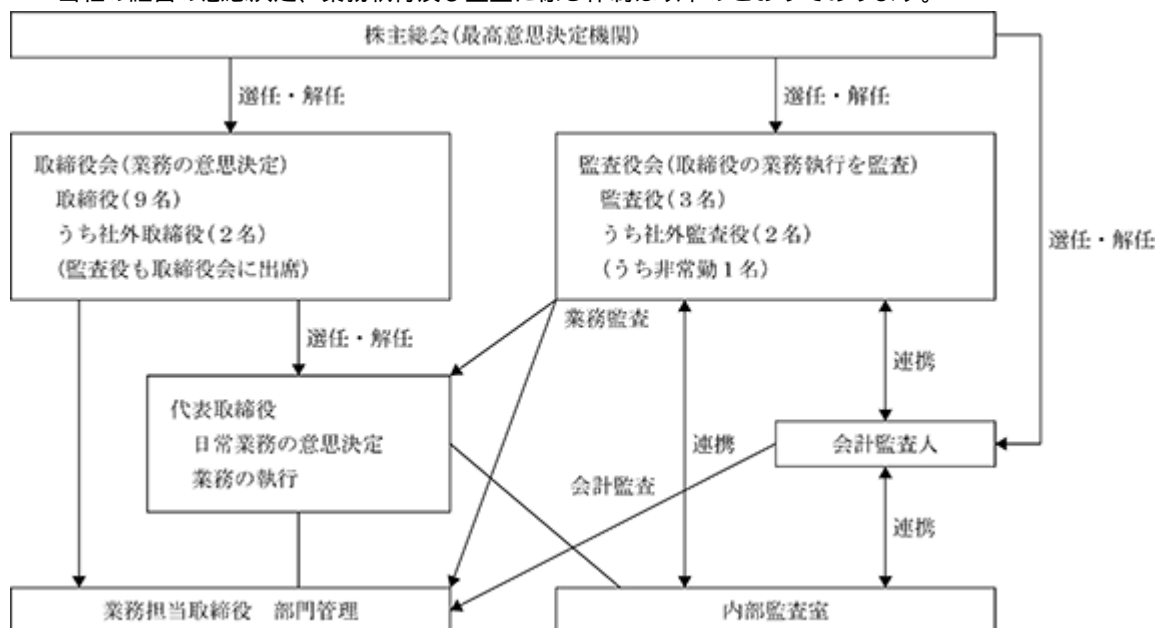 株主総会(最高意思決定機関)
選任・解任
選任・解任
取締役会(業務の意思決定)
取締役(9名)
うち社外取締役(2名)
(監査役も取締役会に出席)
監査役会(取締役の業務執行を監査)
監査役(3名)
うち社外監査役(2名)
(うち非常勤1名)
選任・解任
選任・解任
業務監査
連携
代表取締役
日常業務の意思決定
業務の執行
連携
会計監査人
会計監査
連携
業務担当取締役 部門管理
内部監査室